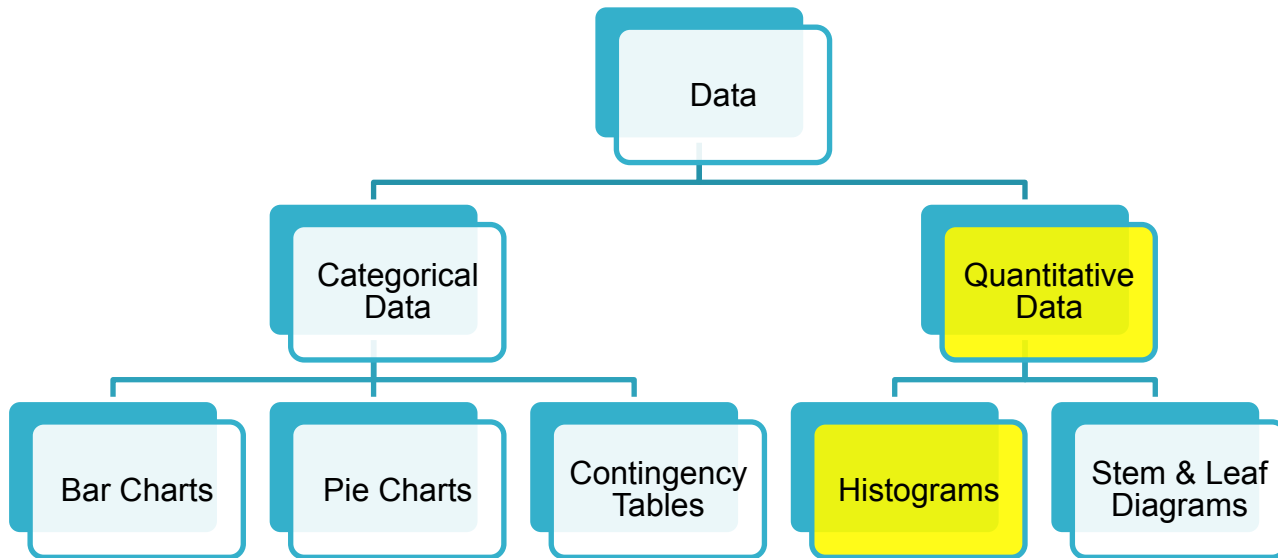 Data
Categorical
Data
Quantitative
Data
Bar Charts
Pie Charts
Contingency
Tables
Histograms
Stem & Leaf
Diagrams